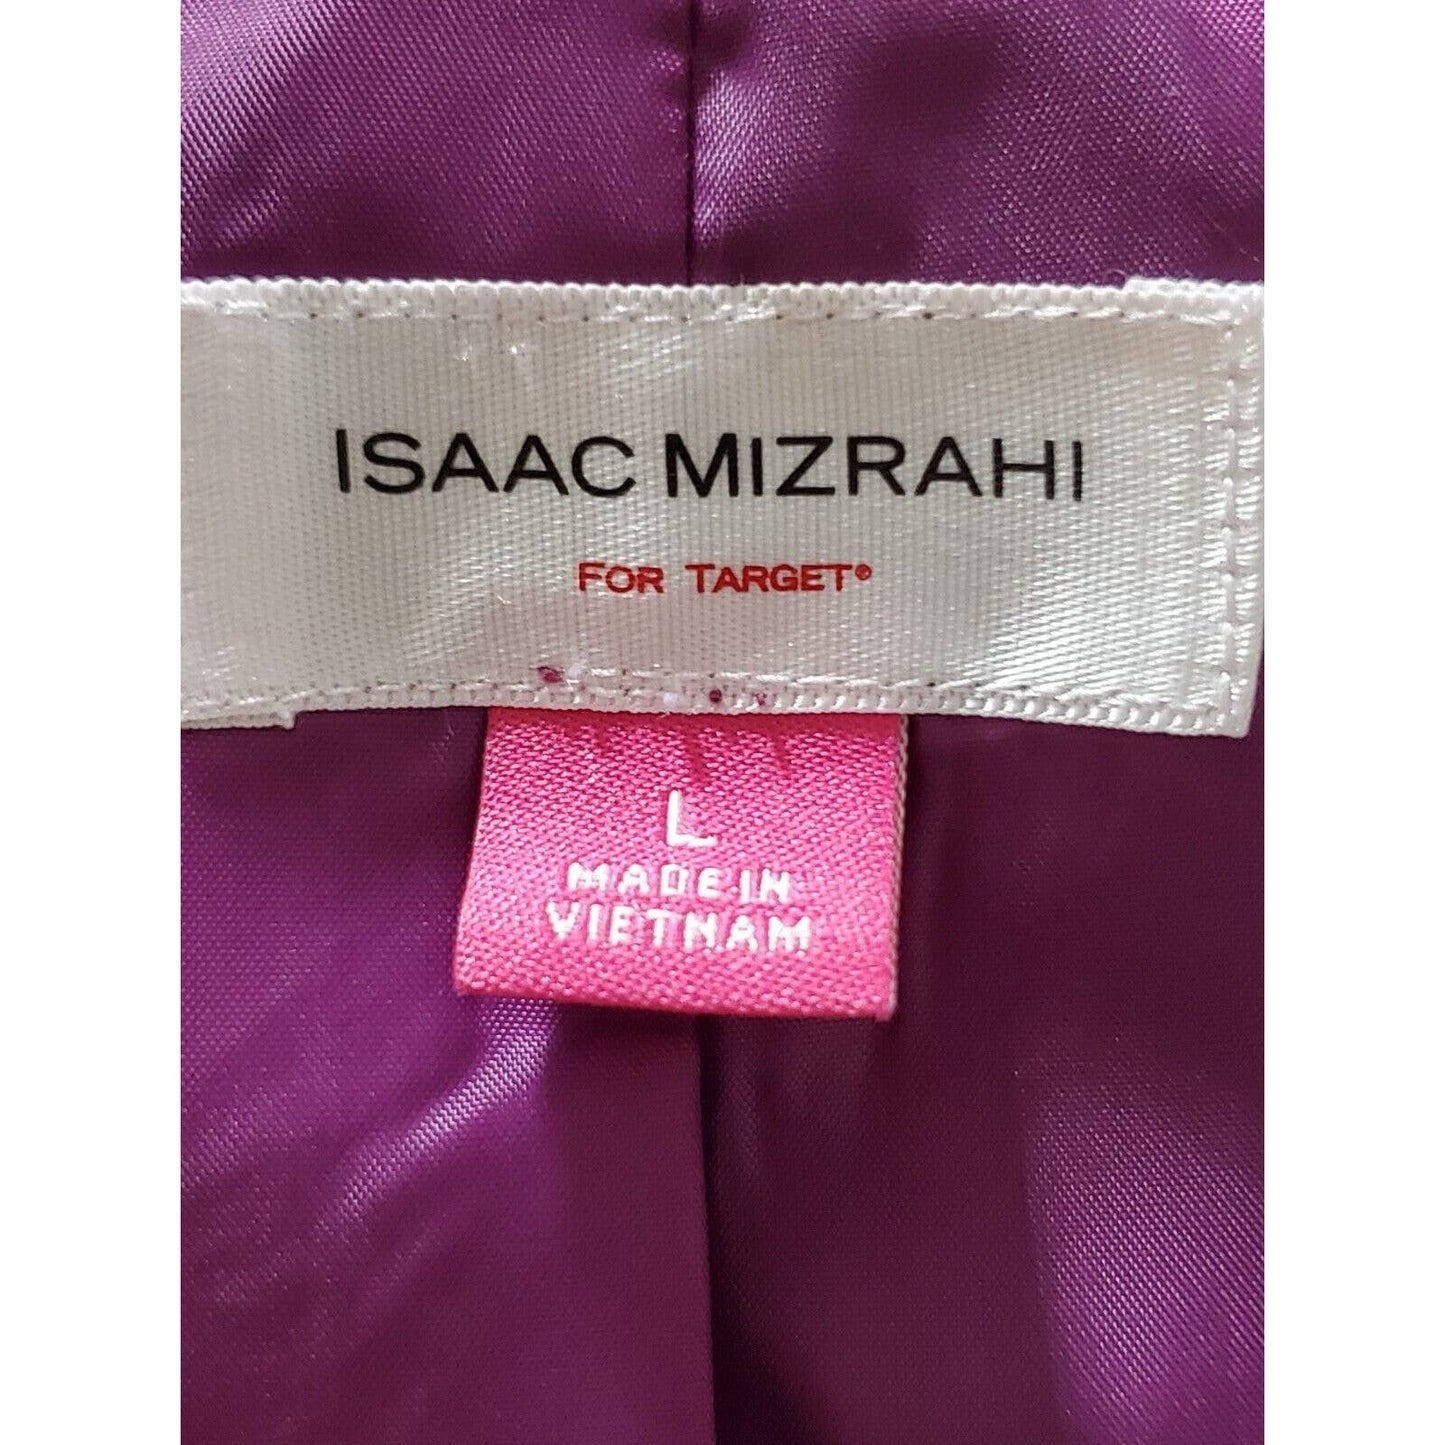 ISAAC MIZRAHI
FOR TARGET®
L
MADE IN
VIETNAM